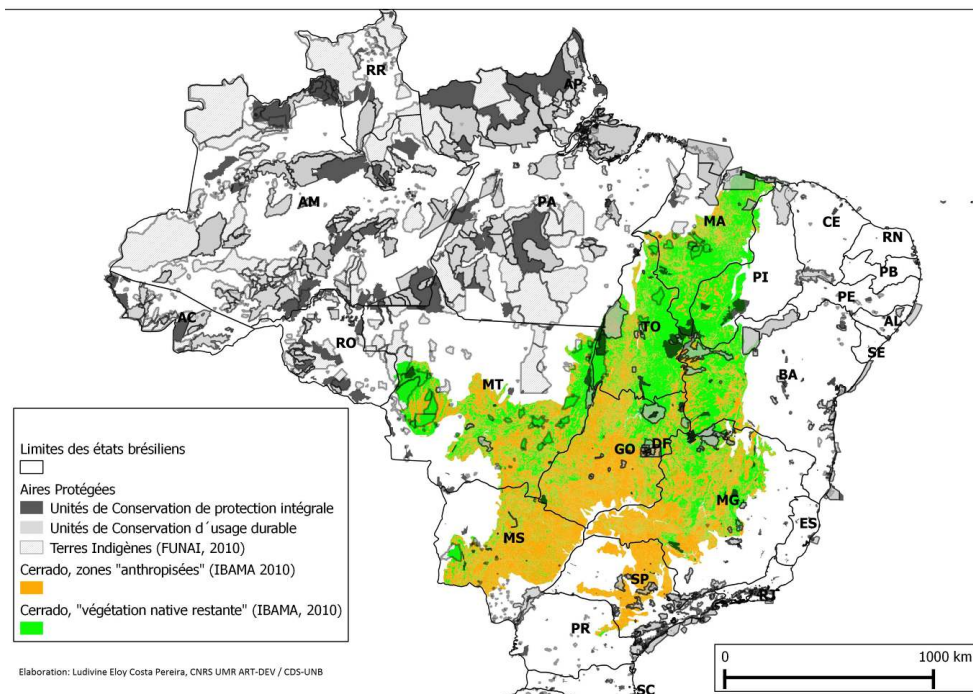 RR
AP
AM
PA
MA
CE
RN
PB
PI
PE
AC
AL
TO
SE
RO
BA
MT
GO
DF
MG
ES
MS
SP
RJ
PR
SC
Limites des états brésiliens
Aires Protégées
Unités de Conservation de protection intégrale
Unités de Conservation d´usage durable
Terres Indigènes (FUNAI, 2010)
Cerrado, zones "anthropisées" (IBAMA 2010)
Cerrado, "végétation native restante" (IBAMA, 2010)
0 1000 km
Elaboration: Ludivine Eloy Costa Pereira, CNRS UMR ART-DEV / CDS-UNB